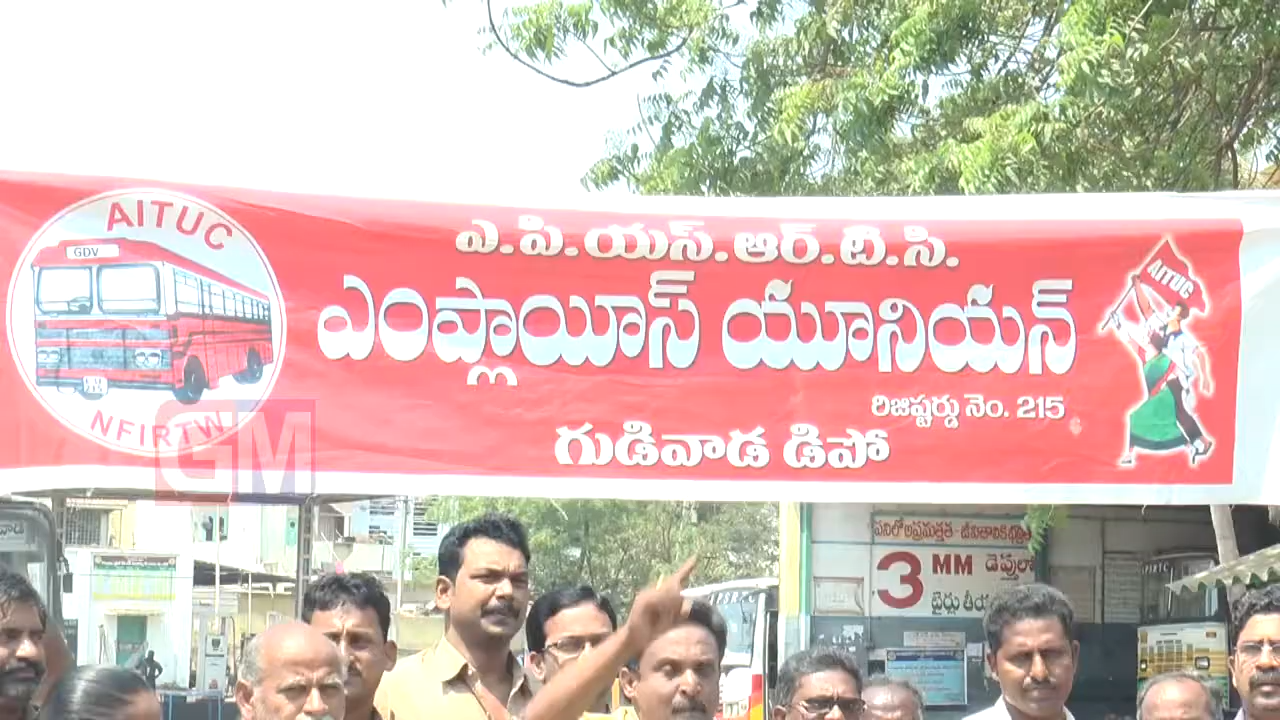 AITUC
GDV
NFIRTW
ఎ.పి.యస్.ఆర్.టి.సి.
ఎంప్లాయీస్ యూనియన్
రిజిష్టర్డు నెం. 215
గుడివాడ డిపో
AITUC
GM
3 MM